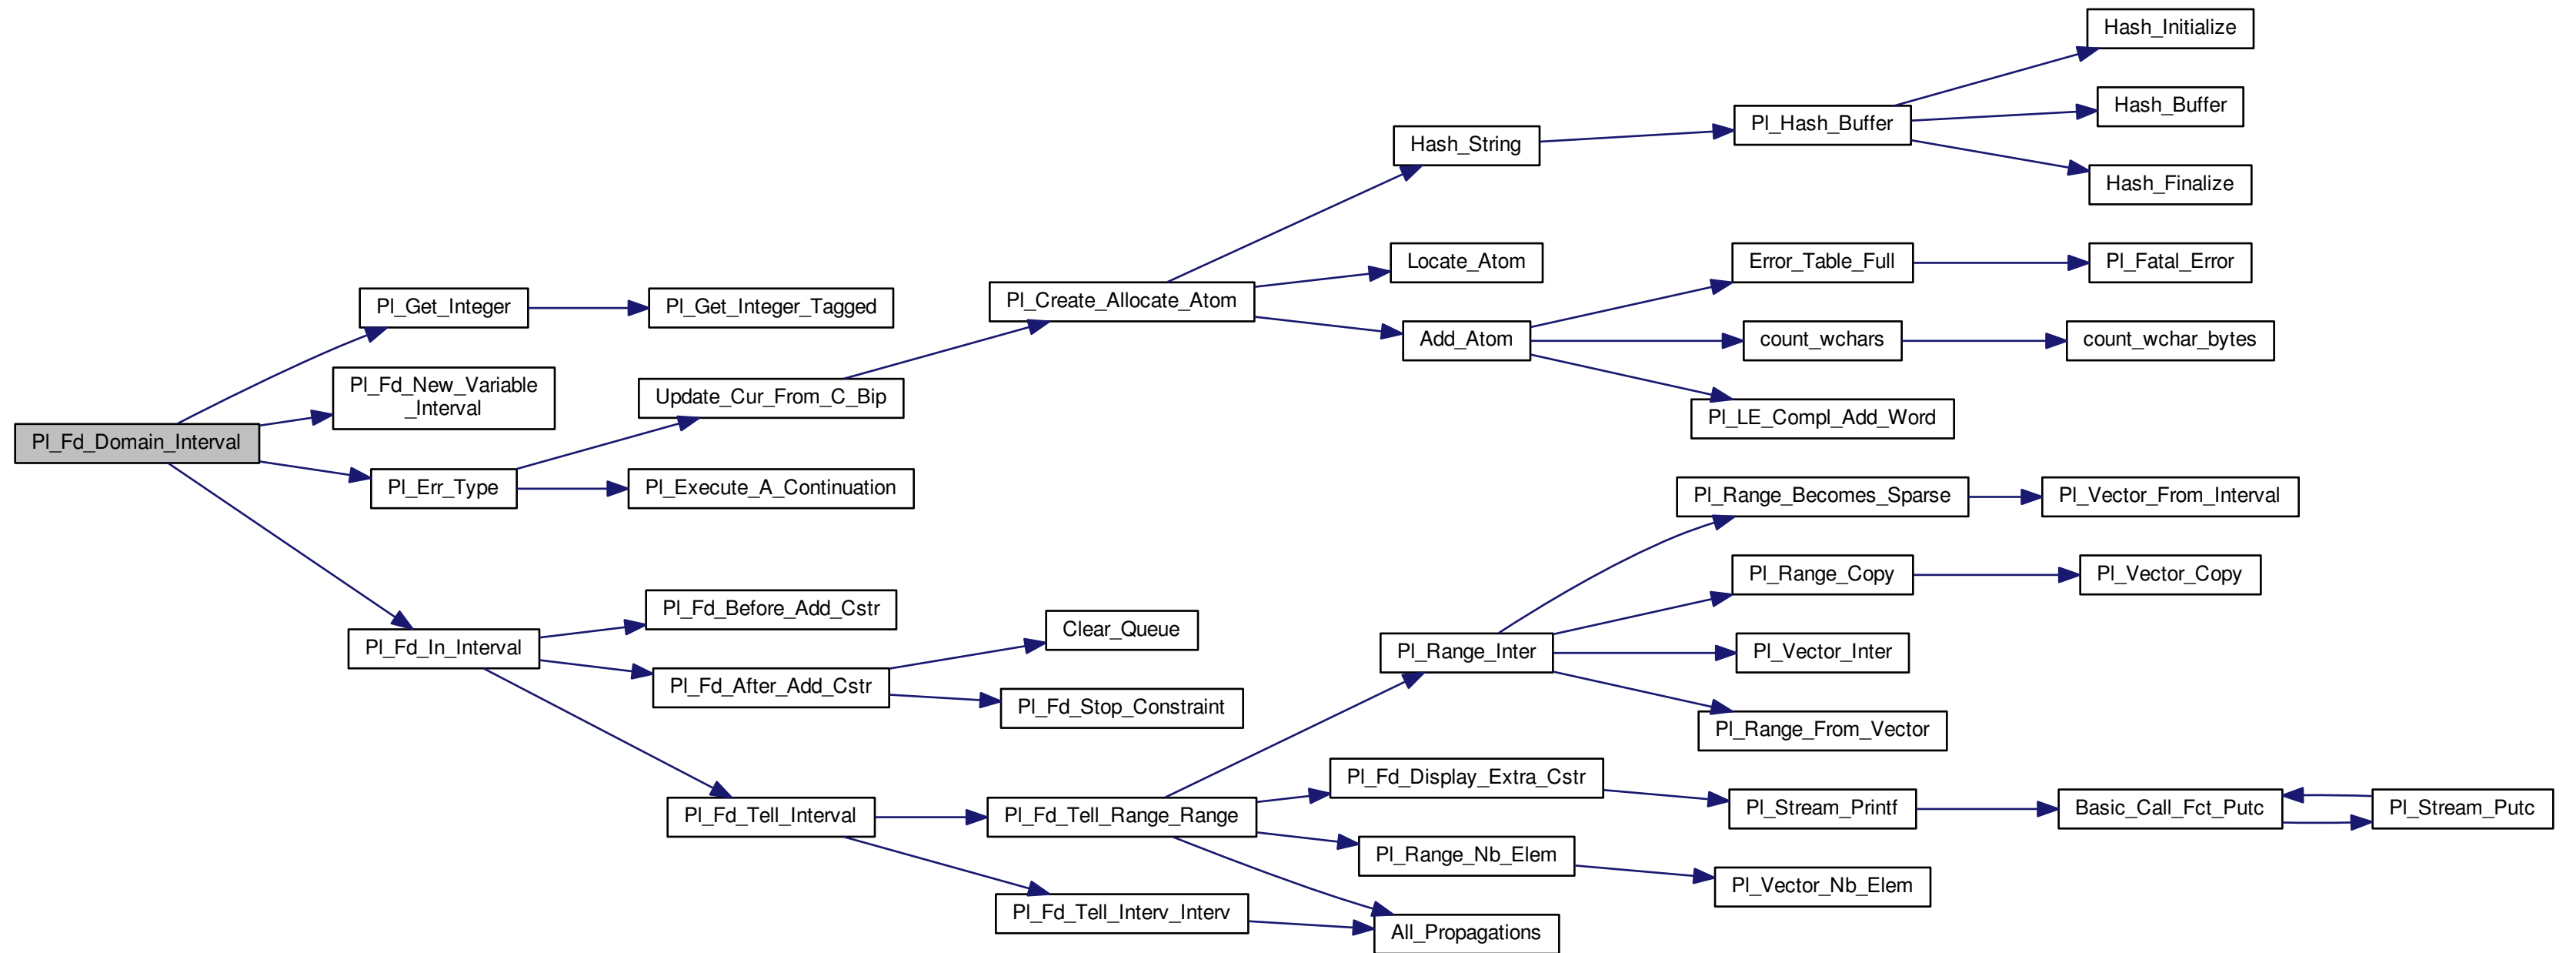 Hash_Initialize
Hash_Buffer
Pl_Hash_Buffer
Hash_String
Hash_Finalize
Locate_Atom
Error_Table_Full
Pl_Fatal_Error
Pl_Create_Allocate_Atom
Pl_Get_Integer
Pl_Get_Integer_Tagged
Add_Atom
count_wchars
count_wchar_bytes
Pl_Fd_New_Variable
_Interval
Update_Cur_From_C_Bip
Pl_LE_Compl_Add_Word
Pl_Fd_Domain_Interval
Pl_Err_Type
Pl_Execute_A_Continuation
Pl_Range_Becomes_Sparse
Pl_Vector_From_Interval
Pl_Range_Copy
Pl_Vector_Copy
Pl_Fd_Before_Add_Cstr
Clear_Queue
Pl_Fd_In_Interval
Pl_Range_Inter
Pl_Vector_Inter
Pl_Fd_After_Add_Cstr
Pl_Fd_Stop_Constraint
Pl_Range_From_Vector
Pl_Fd_Display_Extra_Cstr
Pl_Fd_Tell_Interval
Pl_Fd_Tell_Range_Range
Pl_Stream_Printf
Basic_Call_Fct_Putc
Pl_Stream_Putc
Pl_Range_Nb_Elem
Pl_Vector_Nb_Elem
Pl_Fd_Tell_Interv_Interv
All_Propagations